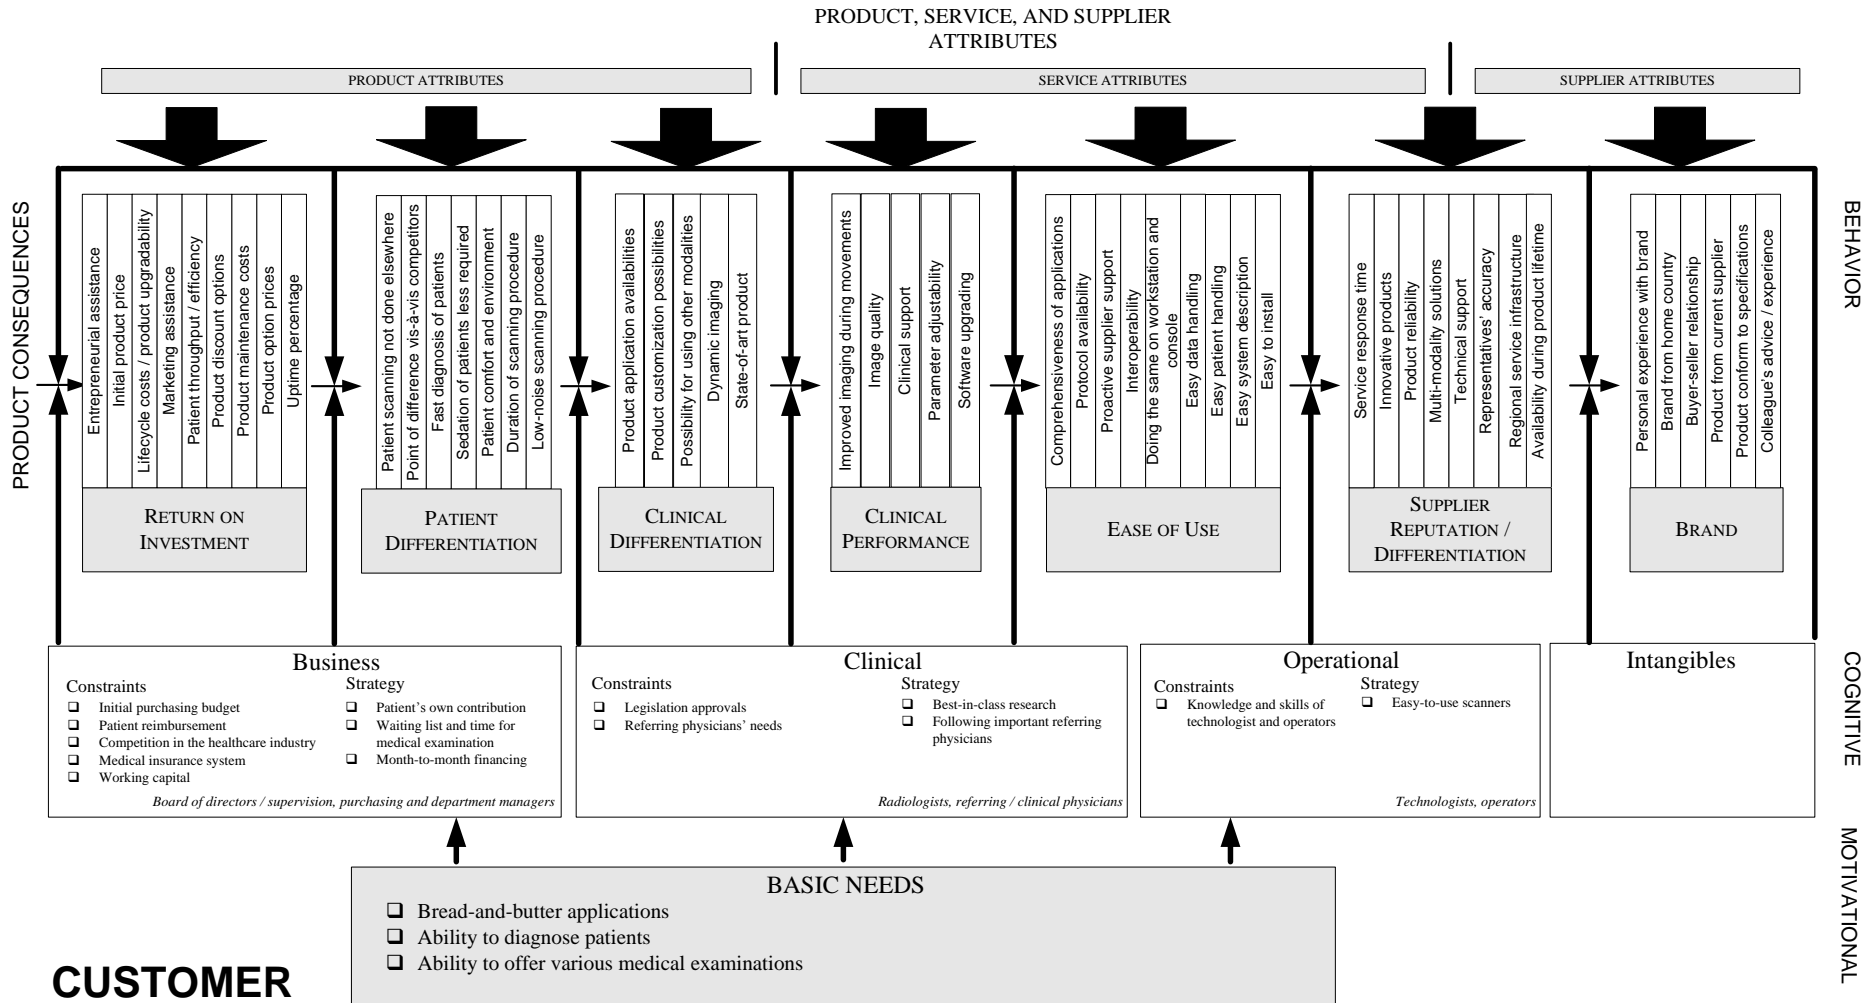 PRODUCT, SERVICE, AND SUPPLIER
ATTRIBUTES
PRODUCT ATTRIBUTES
SERVICE ATTRIBUTES
SUPPLIER ATTRIBUTES
PRODUCT CONSEQUENCES
BEHAVIOR
Entrepreneurial assistance
Initial product price
Lifecycle costs / product upgradability
Marketing assistance
Patient throughput / efficiency
Product discount options
Product maintenance costs
Product option prices
Uptime percentage
RETURN ON
INVESTMENT
Patient scanning not done elsewhere
Point of difference vis-à-vis competitors
Fast diagnosis of patients
Sedation of patients less required
Patient comfort and environment
Duration of scanning procedure
Low-noise scanning procedure
PATIENT
DIFFERENTIATION
Product application availabilities
Product customization possibilities
Possibility for using other modalities
Dynamic imaging
State-of-art product
CLINICAL
DIFFERENTIATION
Improved imaging during movements
Image quality
Clinical support
Parameter adjustability
Software upgrading
CLINICAL
PERFORMANCE
Comprehensiveness of applications
Protocol availability
Proactive supplier support
Interoperability
Doing the same on workstation and
console
Easy data handling
Easy patient handling
Easy system description
Easy to install
EASE OF USE
Service response time
Innovative products
Product reliability
Multi-modality solutions
Technical support
Representatives' accuracy
Regional service infrastructure
Availability during product lifetime
SUPPLIER
REPUTATION /
DIFFERENTIATION
Personal experience with brand
Brand from home country
Buyer-seller relationship
Product from current supplier
Product conform to specifications
Colleague's advice / experience
BRAND
COGNITIVE
Business
Constraints
❑ Initial purchasing budget
❑ Patient reimbursement
❑ Competition in the healthcare industry
❑ Medical insurance system
❑ Working capital
Strategy
❑ Patient's own contribution
❑ Waiting list and time for
medical examination
❑ Month-to-month financing
Board of directors / supervision, purchasing and department managers
Clinical
Constraints
❑ Legislation approvals
❑ Referring physicians' needs
Strategy
❑ Best-in-class research
❑ Following important referring
physicians
Radiologists, referring / clinical physicians
Operational
Constraints
❑ Knowledge and skills of
technologist and operators
Strategy
❑ Easy-to-use scanners
Technologists, operators
Intangibles
MOTIVATIONAL
BASIC NEEDS
❑ Bread-and-butter applications
❑ Ability to diagnose patients
❑ Ability to offer various medical examinations
CUSTOMER